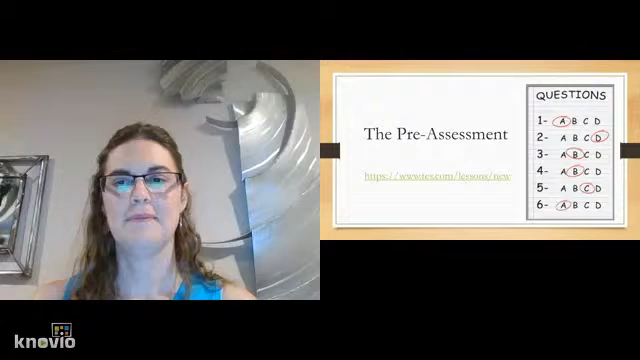 The Pre-Assessment
https://www.tes.com/lessons/new
QUESTIONS
1- A B C D
2- A B C D
3- A B C D
4- A B C D
5- A B C D
6- A B C D
knovio